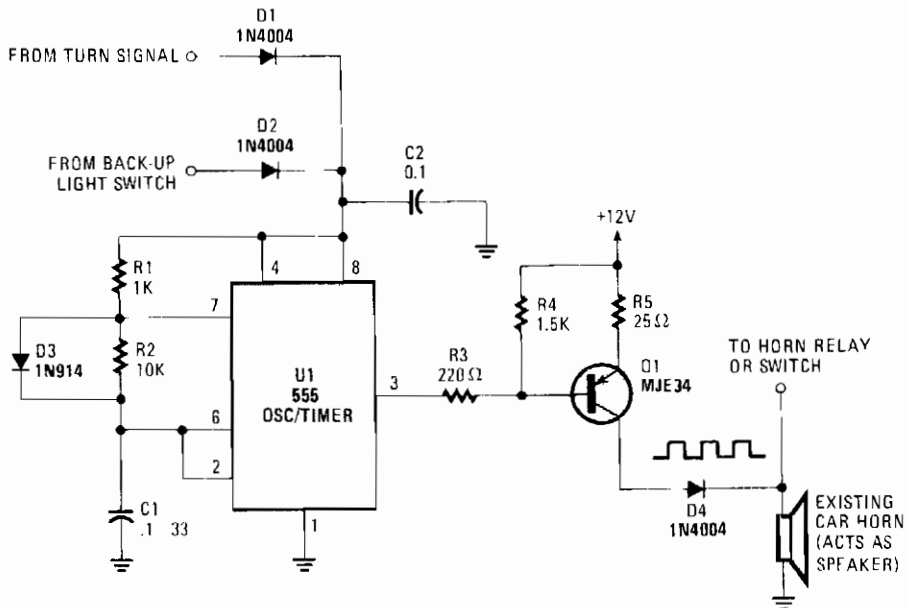 D1
1N4004
FROM TURN SIGNAL
D2
1N4004
FROM BACK-UP
LIGHT SWITCH
C2
0.1
+12V
R1
1K
4
8
7
D3
1N914
R2
10K
U1
555
OSC/TIMER
3
R3
220Ω
R4
1.5K
R5
25Ω
Q1
MJE34
TO HORN RELAY
OR SWITCH
6
2
C1
.1 33
1
D4
1N4004
EXISTING
CAR HORN
(ACTS AS
SPEAKER)